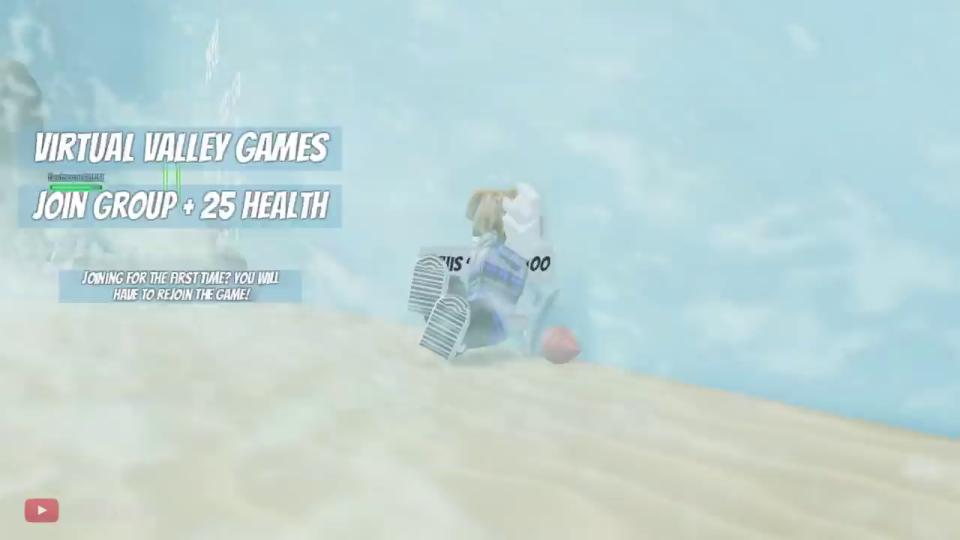 VIRTUAL VALLEY GAMES
JOIN GROUP + 25 HEALTH
JOINING FOR THE FIRST TIME? YOU WILL
HAVE TO REJOIN THE GAME!